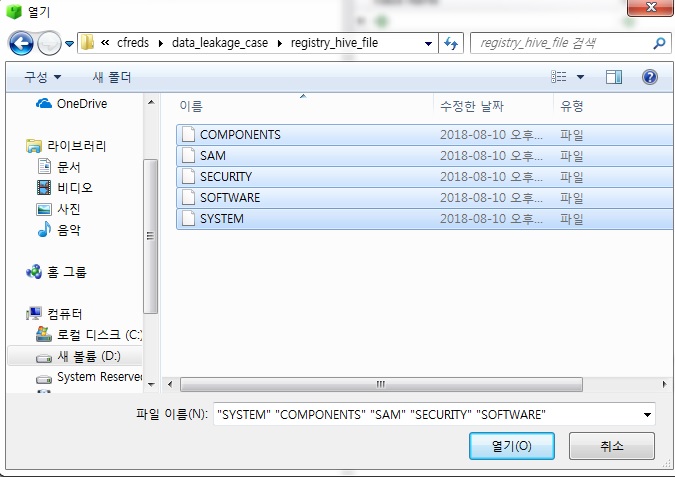 열기
« cfreds ▸ data_leakage_case ▸ registry_hive_file
registry_hive_file 검색
구성 새 폴더
OneDrive
라이브러리
문서
비디오
사진
음악
홈 그룹
컴퓨터
로컬 디스크 (C:)
새 볼륨 (D:)
System Reserve
이름 수정한 날짜 유형
COMPONENTS 2018-08-10 오후... 파일
SAM 2018-08-10 오후... 파일
SECURITY 2018-08-10 오후... 파일
SOFTWARE 2018-08-10 오후... 파일
SYSTEM 2018-08-10 오후... 파일
파일 이름(N): "SYSTEM" "COMPONENTS" "SAM" "SECURITY" "SOFTWARE"
열기(O) 취소